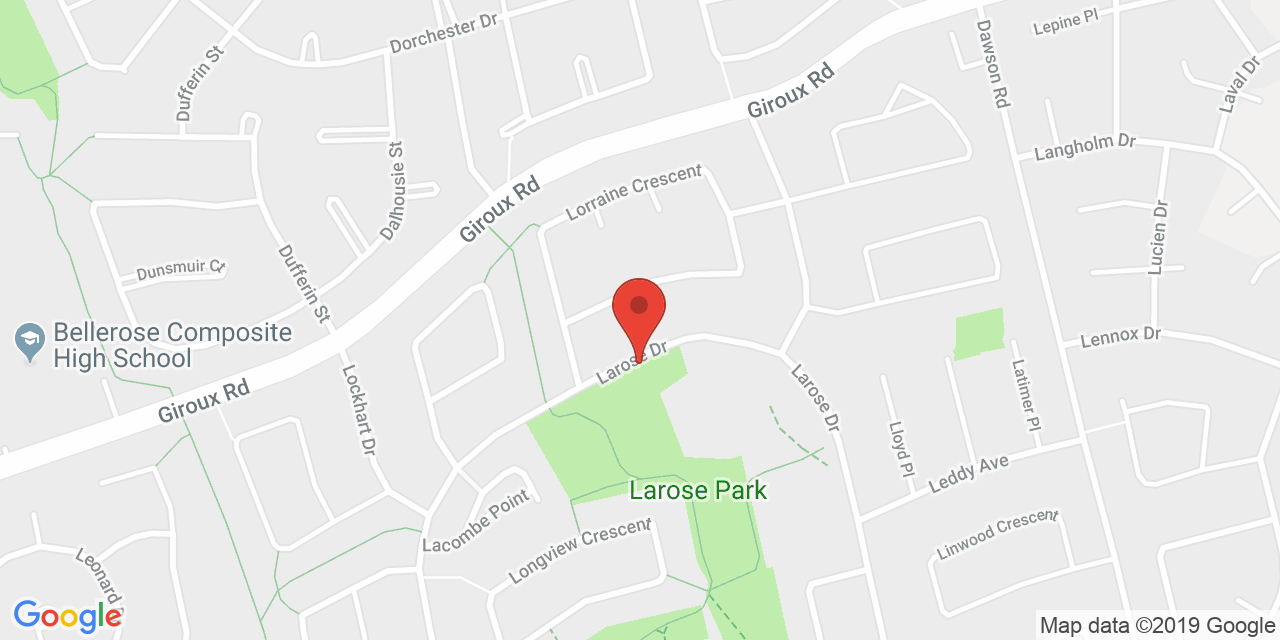 Dorchester Dr
Lepine Pl
Dufferin St
Dawson Rd
Laval Dr
Giroux Rd
Langholm Dr
Dalhousie St
Lorraine Crescent
Giroux Rd
Lucien Dr
Dunsmuir Cr
Dufferin St
Bellerose Composite
High School
Lennox Dr
Larose Dr
Giroux Rd
Lockhart Dr
Larose Dr
Latimer Pl
Lloyd Pl
Leddy Ave
Larose Park
Lacombe Point
Longview Crescent
Linwood Crescent
Leonard
Google
Map data ©2019 Google